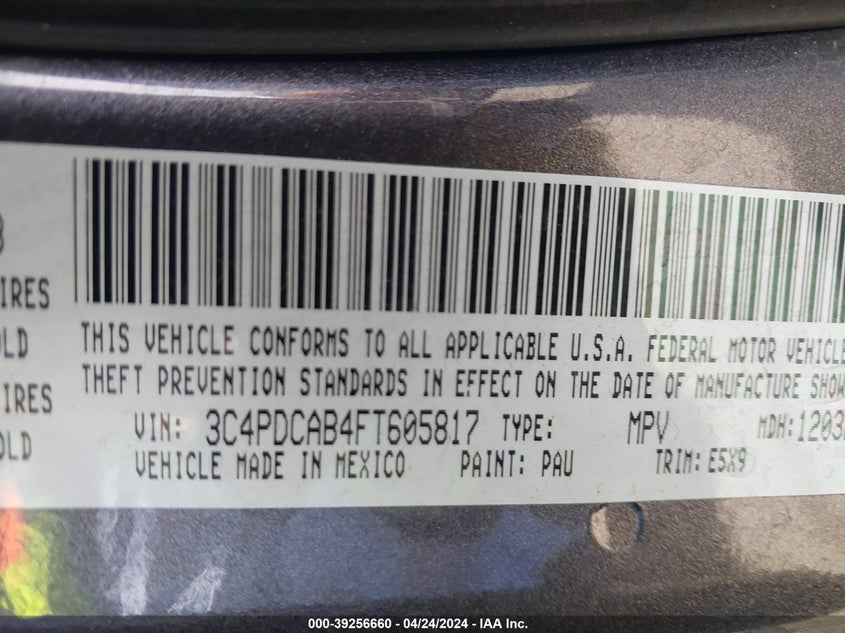 IRES
OLD
IRES
OLD
THIS VEHICLE CONFORMS TO ALL APPLICABLE U.S.A. FEDERAL MOTOR VEHICLE
THEFT PREVENTION STANDARDS IN EFFECT ON THE DATE OF MANUFACTURE SHOW
VIN: 3C4PDCAB4FT605817 TYPE: MPV MDH: 1203
VEHICLE MADE IN MEXICO PAINT: PAU TRIM: E5X9
000-39256660 - 04/24/2024 - IAA Inc.